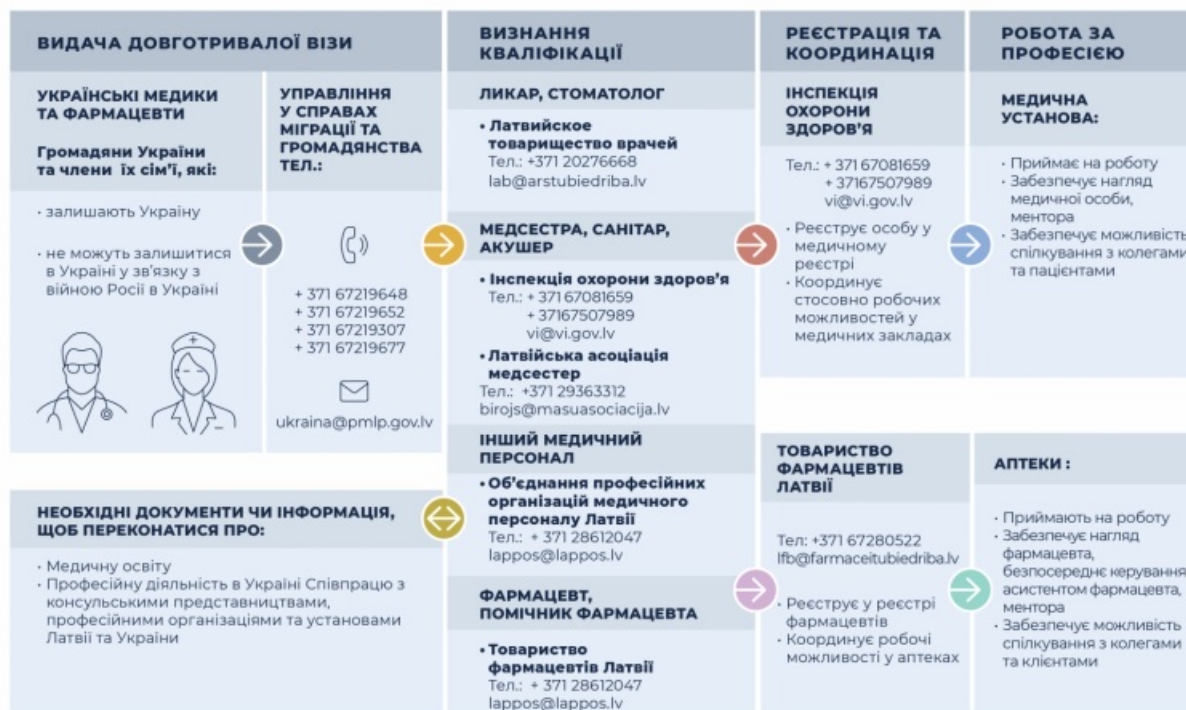 ВИДАЧА ДОВГОТРИВАЛОЇ ВІЗИ
УКРАЇНСЬКІ МЕДИКИ
ТА ФАРМАЦЕВТИ
Громадяни України
та члени їх сім’ї, які:
· залишають Україну
· не можуть залишитися
в Україні у зв’язку з
війною Росії в Україні
УПРАВЛІННЯ
У СПРАВАХ
МІГРАЦІЇ ТА
ГРОМАДЯНСТВА
ТЕЛ.:
+ 371 67219648
+ 371 67219652
+ 371 67219307
+ 371 67219677
ukraina@pmlp.gov.lv
НЕОБХІДНІ ДОКУМЕНТИ ЧИ ІНФОРМАЦІЯ,
ЩОБ ПЕРЕКОНАТИСЯ ПРО:
· Медичну освіту
· Професійну діяльність в Україні Співпрацю з
консульськими представництвами,
професійними організаціями та установами
Латвії та України
ВИЗНАННЯ
КВАЛІФІКАЦІЇ
ЛИКАР, СТОМАТОЛОГ
• Латвийское
товарищество врачей
Тел.: +371 20276668
lab@arstubiedriba.lv
МЕДСЕСТРА, САНІТАР,
АКУШЕР
• Інспекція охорони здоров’я
Тел.: + 371 67081659
+ 37167507989
vi@vi.gov.lv
• Латвійська асоціація
медсестер
Тел.: +371 29363312
birojs@masuasociacija.lv
ІНШИЙ МЕДИЧНИЙ
ПЕРСОНАЛ
• Об’єднання професійних
організацій медичного
персоналу Латвії
Тел.: + 371 28612047
lappos@lappos.lv
ФАРМАЦЕВТ,
ПОМІЧНИК ФАРМАЦЕВТА
• Товариство
фармацевтів Латвії
Тел.: + 371 28612047
lappos@lappos.lv
РЕЄСТРАЦІЯ ТА
КООРДИНАЦІЯ
ІНСПЕКЦІЯ
ОХОРОНИ
ЗДОРОВ’Я
Тел.: + 371 67081659
+ 37167507989
vi@vi.gov.lv
· Реєструє особу у
медичному
реєстрі
· Координує
стосовно робочих
можливостей у
медичних закладах
ТОВАРИСТВО
ФАРМАЦЕВТІВ
ЛАТВІЇ
Тел: +371 67280522
lfb@farmaceitubiedriba.lv
· Реєструє у реєстрі
фармацевтів
· Координує робочі
можливості у аптеках
РОБОТА ЗА
ПРОФЕСІЄЮ
МЕДИЧНА
УСТАНОВА:
· Приймає на роботу
· Забезпечує нагляд
медичної особи,
ментора
· Забезпечує можливість
спілкування з колегами
та пацієнтами
АПТЕКИ :
· Приймають на роботу
· Забезпечує нагляд
фармацевта,
безпосереднє керування
асистентом фармацевта,
ментора
· Забезпечує можливість
спілкування з колегами
та клієнтами